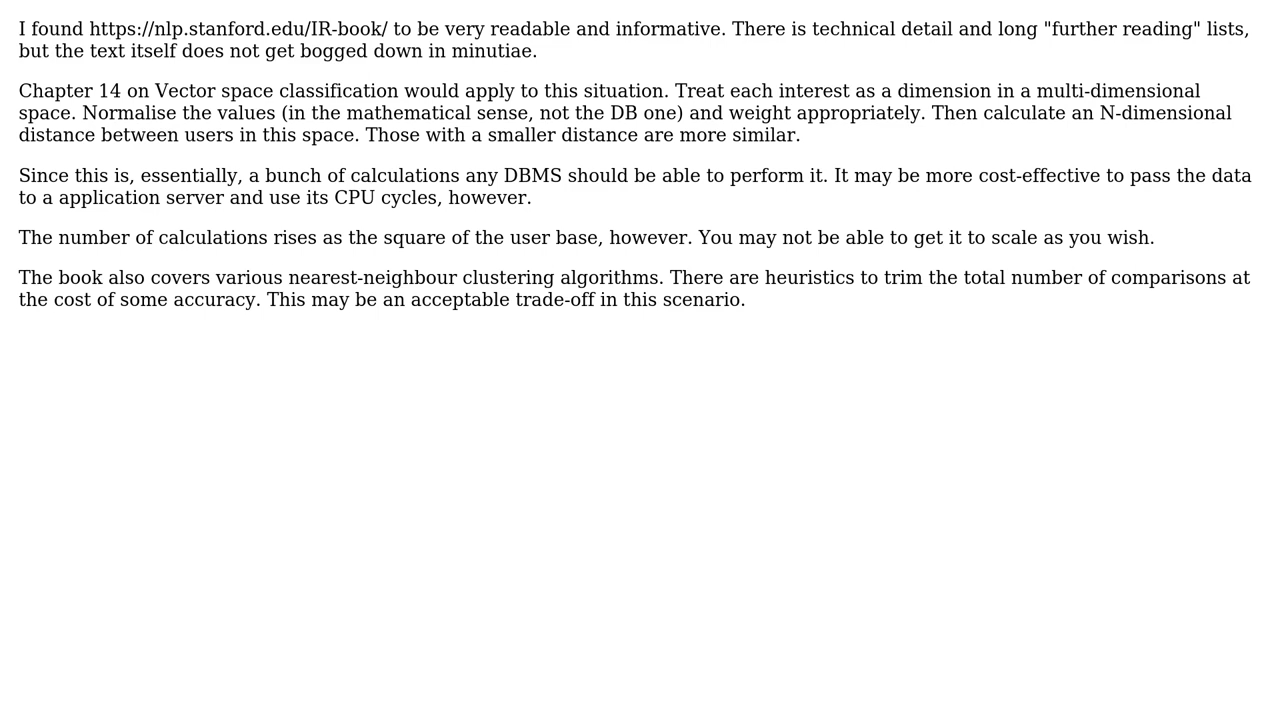 I found https://nlp.stanford.edu/IR-book/ to be very readable and informative. There is technical detail and long "further reading" lists,
but the text itself does not get bogged down in minutiae.
Chapter 14 on Vector space classification would apply to this situation. Treat each interest as a dimension in a multi-dimensional
space. Normalise the values (in the mathematical sense, not the DB one) and weight appropriately. Then calculate an N-dimensional
distance between users in this space. Those with a smaller distance are more similar.
Since this is, essentially, a bunch of calculations any DBMS should be able to perform it. It may be more cost-effective to pass the data
to a application server and use its CPU cycles, however.
The number of calculations rises as the square of the user base, however. You may not be able to get it to scale as you wish.
The book also covers various nearest-neighbour clustering algorithms. There are heuristics to trim the total number of comparisons at
the cost of some accuracy. This may be an acceptable trade-off in this scenario.